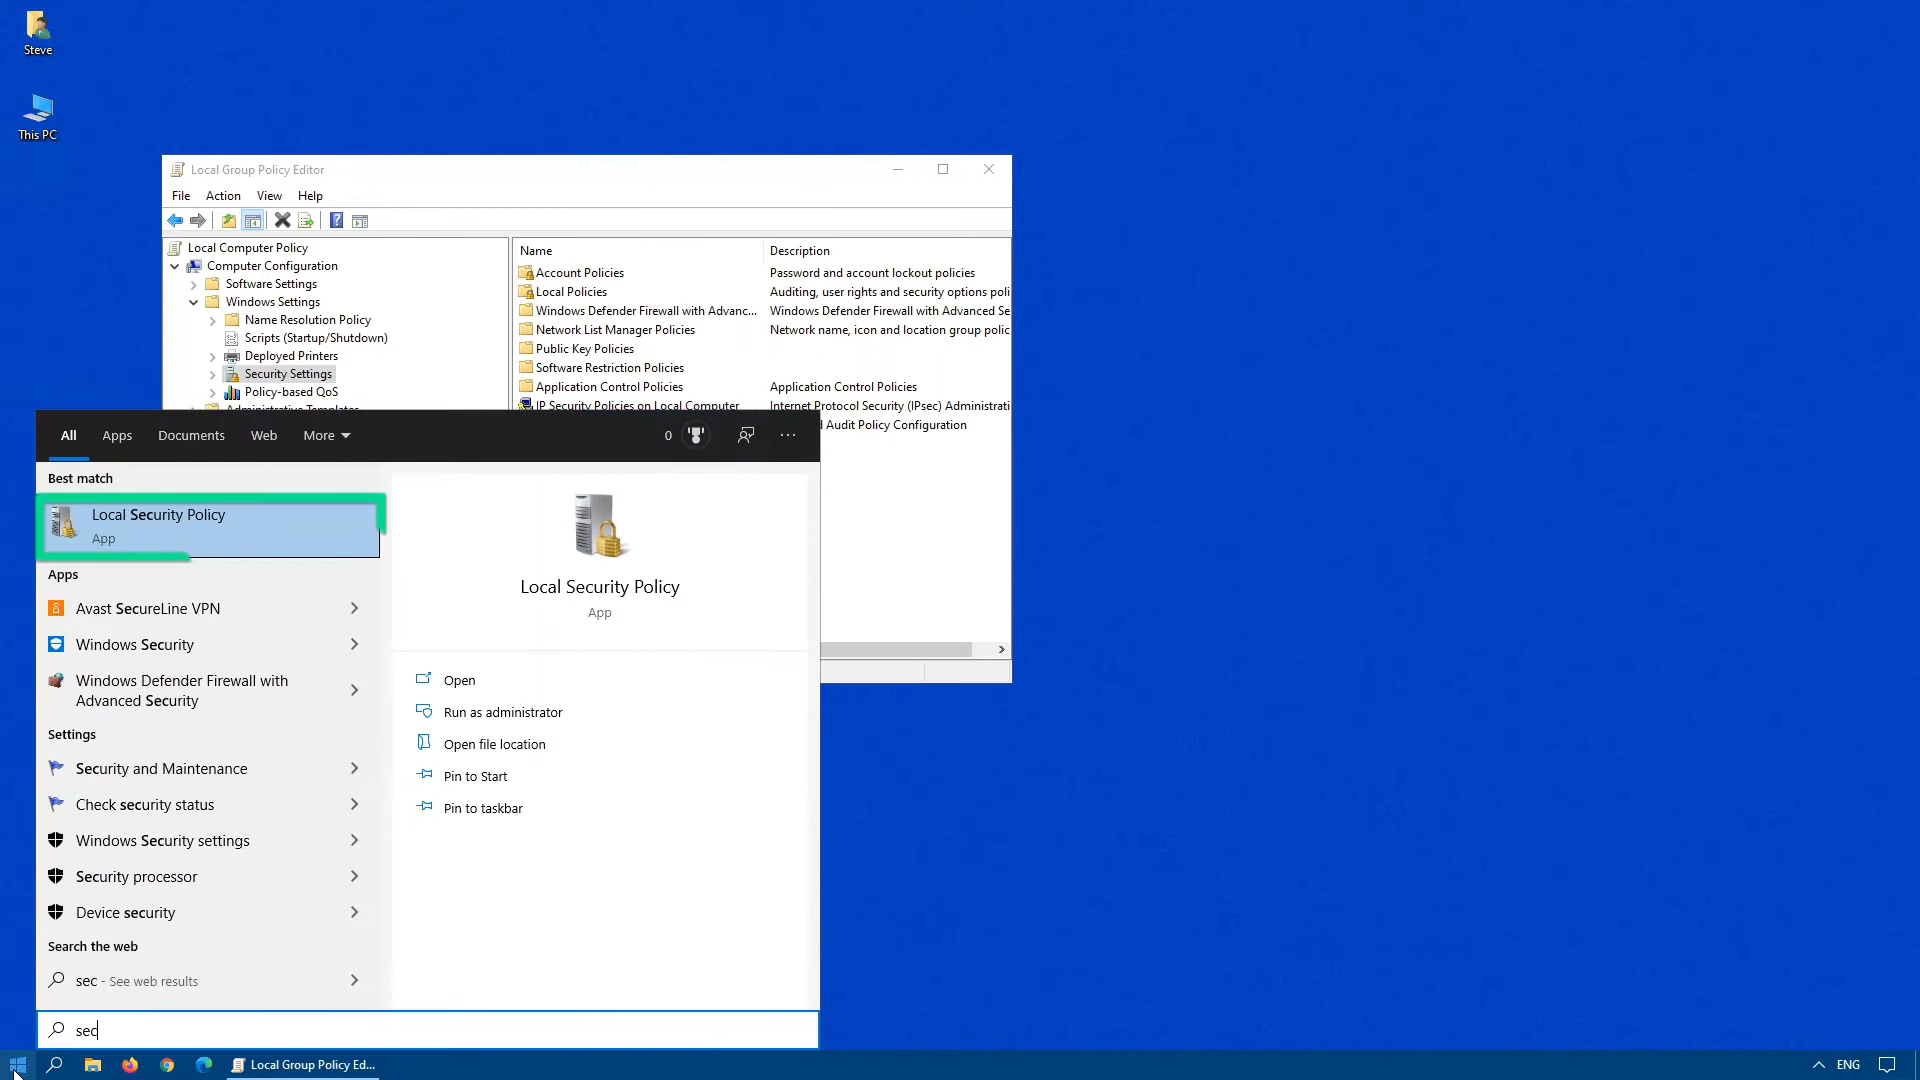 Steve
This PC
Local Group Policy Editor
File Action View Help
Local Computer Policy
Computer Configuration
Software Settings
Windows Settings
Name Resolution Policy
Scripts (Startup/Shutdown)
Deployed Printers
Security Settings
Policy-based QoS
Administrative Templates
Name Description
Account Policies Password and account lockout policies
Local Policies Auditing, user rights and security options poli
Windows Defender Firewall with Advanc... Windows Defender Firewall with Advanced Se
Network List Manager Policies Network name, icon and location group polic
Public Key Policies
Software Restriction Policies
Application Control Policies Application Control Policies
IP Security Policies on Local Computer Internet Protocol Security (IPsec) Administrati
Audit Policy Configuration
All Apps Documents Web More 0
Best match
Local Security Policy
App
Apps
Avast SecureLine VPN
Windows Security
Windows Defender Firewall with
Advanced Security
Settings
Security and Maintenance
Check security status
Windows Security settings
Security processor
Device security
Search the web
sec - See web results
Local Security Policy
App
Open
Run as administrator
Open file location
Pin to Start
Pin to taskbar
sec
Local Group Policy Ed...
ENG